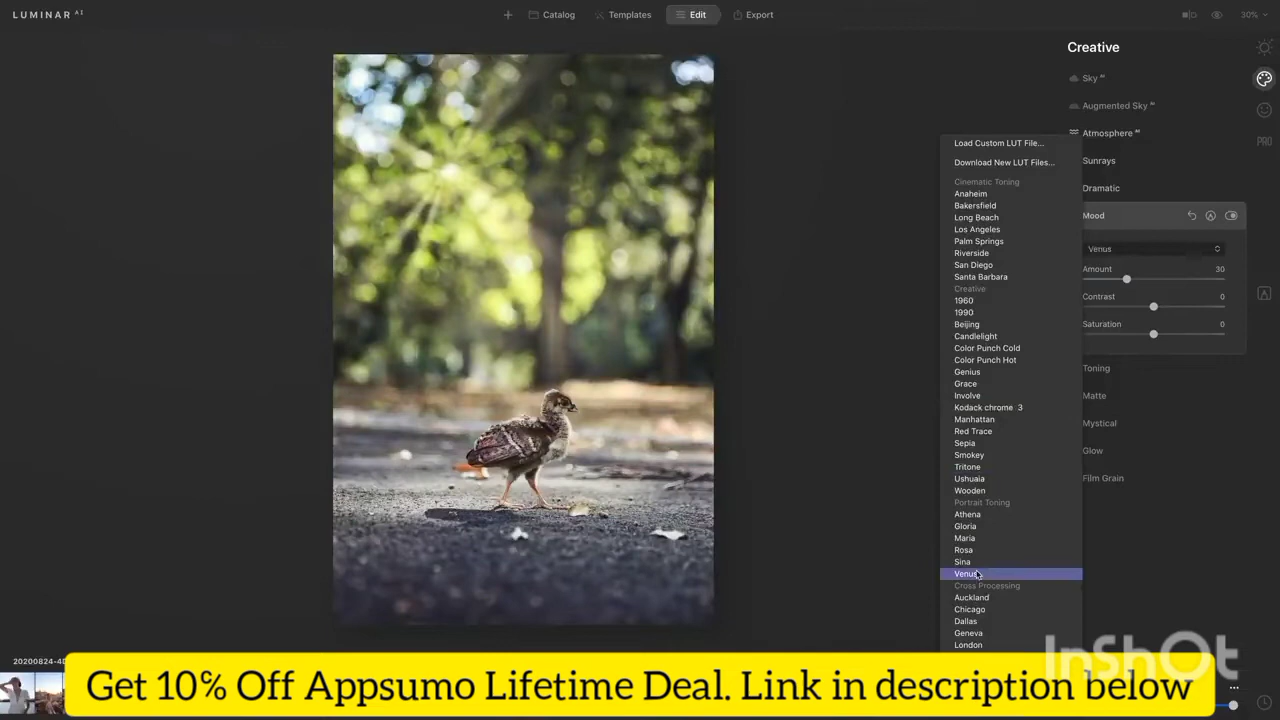 LUMINAR AI
Catalog
Templates
Edit
Export
30%
Creative
Sky AI
Augmented Sky AI
Atmosphere AI
Sunrays
Dramatic
Mood
Venus
Amount 30
Contrast 0
Saturation 0
Toning
Matte
Mystical
Glow
Film Grain
PRO
Load Custom LUT File...
Download New LUT Files...
Cinematic Toning
Anaheim
Bakersfield
Long Beach
Los Angeles
Palm Springs
Riverside
San Diego
Santa Barbara
Creative
1960
1990
Beijing
Candlelight
Color Punch Cold
Color Punch Hot
Genius
Grace
Involve
Kodack chrome 3
Manhattan
Red Trace
Sepia
Smokey
Tritone
Ushuaia
Wooden
Portrait Toning
Athena
Gloria
Maria
Rosa
Sina
Venus
Cross Processing
Auckland
Chicago
Dallas
Geneva
London
InShOt
Get 10% Off Appsumo Lifetime Deal. Link in description below